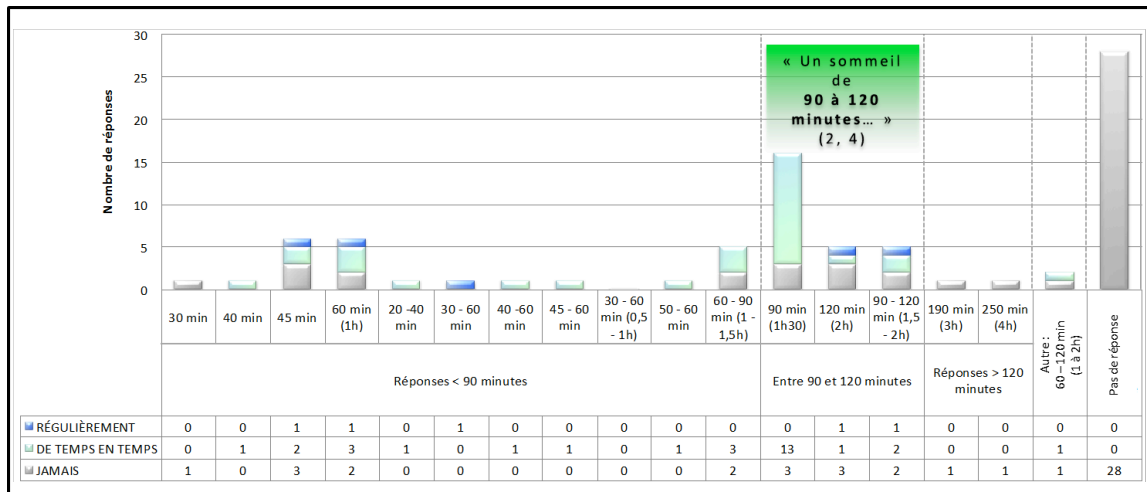 30
25
20
15
10
5
0
Nombre de réponses
« Un sommeil
de
90 à 120
minutes… »
(2, 4)
30 min
40 min
45 min
60 min
(1h)
20 -40
min
30 - 60
min
40 -60
min
45 - 60
min
30 - 60
min (0,5
- 1h)
50 - 60
min
60 - 90
min (1 -
1,5h)
90 min
(1h30)
120 min
(2h)
90 - 120
min (1,5
- 2h)
190 min
(3h)
250 min
(4h)
Autre :
60 – 120 min
(1 à 2h)
Pas de réponse
Réponses < 90 minutes
Entre 90 et 120 minutes
Réponses > 120
minutes
RÉGULIÈREMENT 0 0 1 1 0 1 0 0 0 0 0 0 1 1 0 0 0 0
DE TEMPS EN TEMPS 0 1 2 3 1 0 1 1 0 1 3 13 1 2 0 0 1 0
JAMAIS 1 0 3 2 0 0 0 0 0 0 2 3 3 2 1 1 1 28